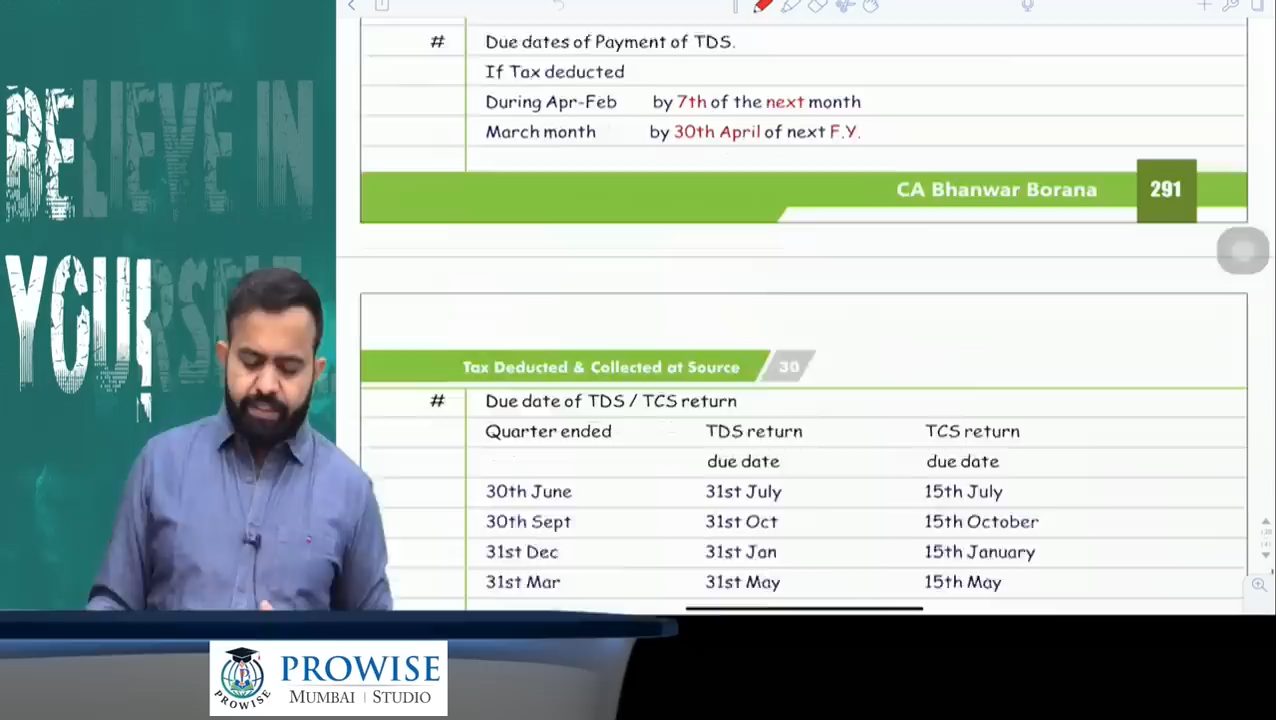 BELIEVE IN
YOURSELF
YOU!
# Due dates of Payment of TDS.
If Tax deducted
During Apr-Feb by 7th of the next month
March month by 30th April of next F.Y.
CA Bhanwar Borana 291
Tax Deducted & Collected at Source 30
# Due date of TDS / TCS return
Quarter ended TDS return TCS return
due date due date
30th June 31st July 15th July
30th Sept 31st Oct 15th October
31st Dec 31st Jan 15th January
31st Mar 31st May 15th May
PROWISE
PROWISE
MUMBAI | STUDIO